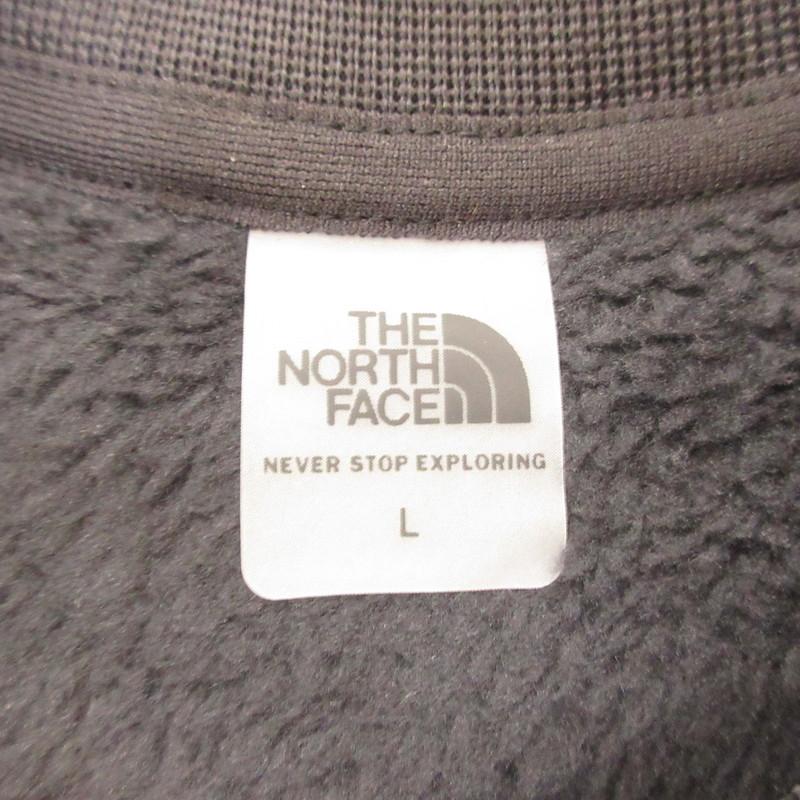 THE
NORTH
FACE
NEVER STOP EXPLORING
L